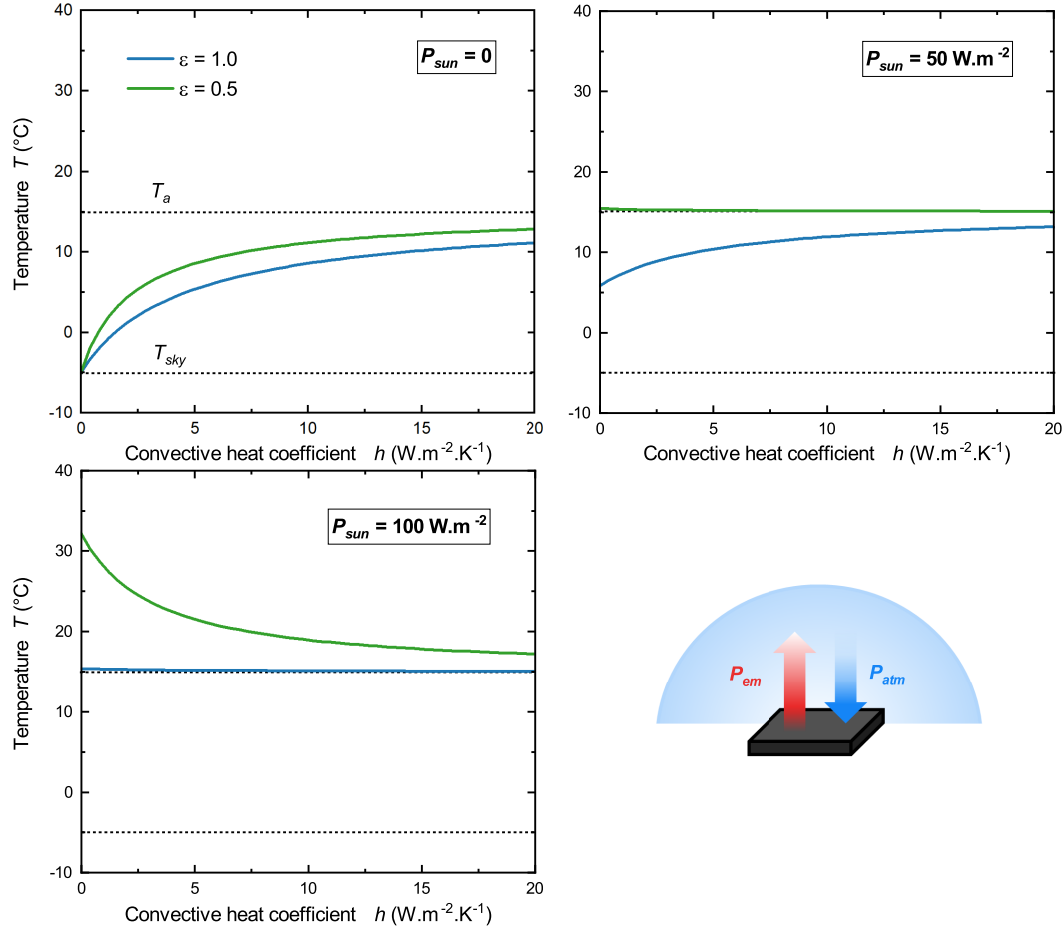 P_sun = 0
ε = 1.0
ε = 0.5
T_a
T_sky
40
30
20
10
0
-10
Temperature T (°C)
0 5 10 15 20
Convective heat coefficient h (W.m⁻².K⁻¹)
P_sun = 50 W.m⁻²
40
30
20
10
0
-10
0 5 10 15 20
Convective heat coefficient h (W.m⁻².K⁻¹)
P_sun = 100 W.m⁻²
40
30
20
10
0
-10
Temperature T (°C)
0 5 10 15 20
Convective heat coefficient h (W.m⁻².K⁻¹)
P_em
P_atm